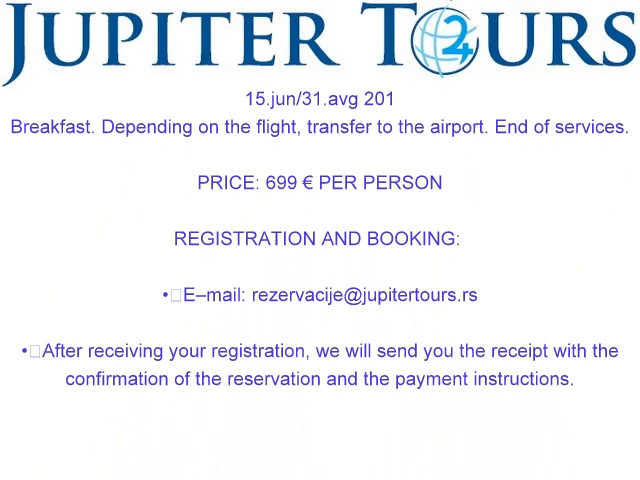 JUPITER TOURS
15.jun/31.avg 201
Breakfast. Depending on the flight, transfer to the airport. End of services.
PRICE: 699 € PER PERSON
REGISTRATION AND BOOKING:
•□E–mail: rezervacije@jupitertours.rs
•□After receiving your registration, we will send you the receipt with the
confirmation of the reservation and the payment instructions.